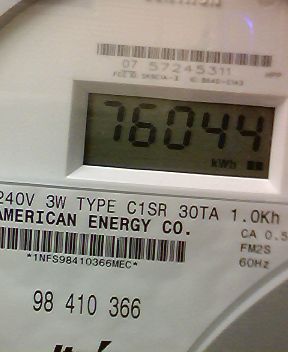 07 57245311
76044
kWh
240V 3W TYPE C1SR 30TA 1.0Kh
AMERICAN ENERGY CO.
CA 0.5
FM2S
60Hz
*1NFS98410366MEC*
98 410 366